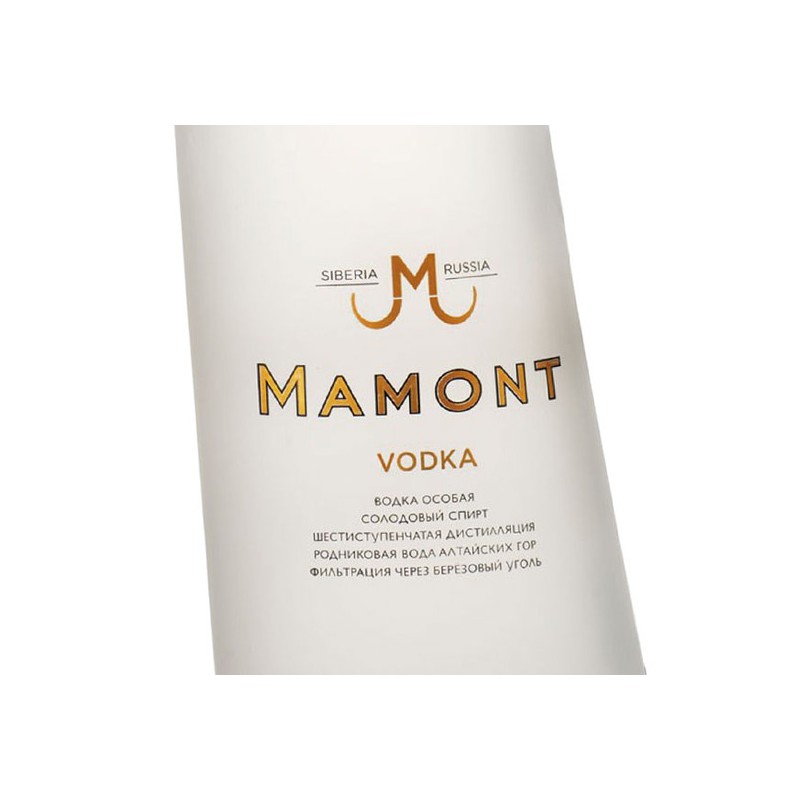 SIBERIA M RUSSIA
MAMONT
VODKA
ВОДКА ОСОБАЯ
СОЛОДОВЫЙ СПИРТ
ШЕСТИСТУПЕНЧАТАЯ ДИСТИЛЛЯЦИЯ
РОДНИКОВАЯ ВОДА АЛТАЙСКИХ ГОР
ФИЛЬТРАЦИЯ ЧЕРЕЗ БЕРЁЗОВЫЙ УГОЛЬ